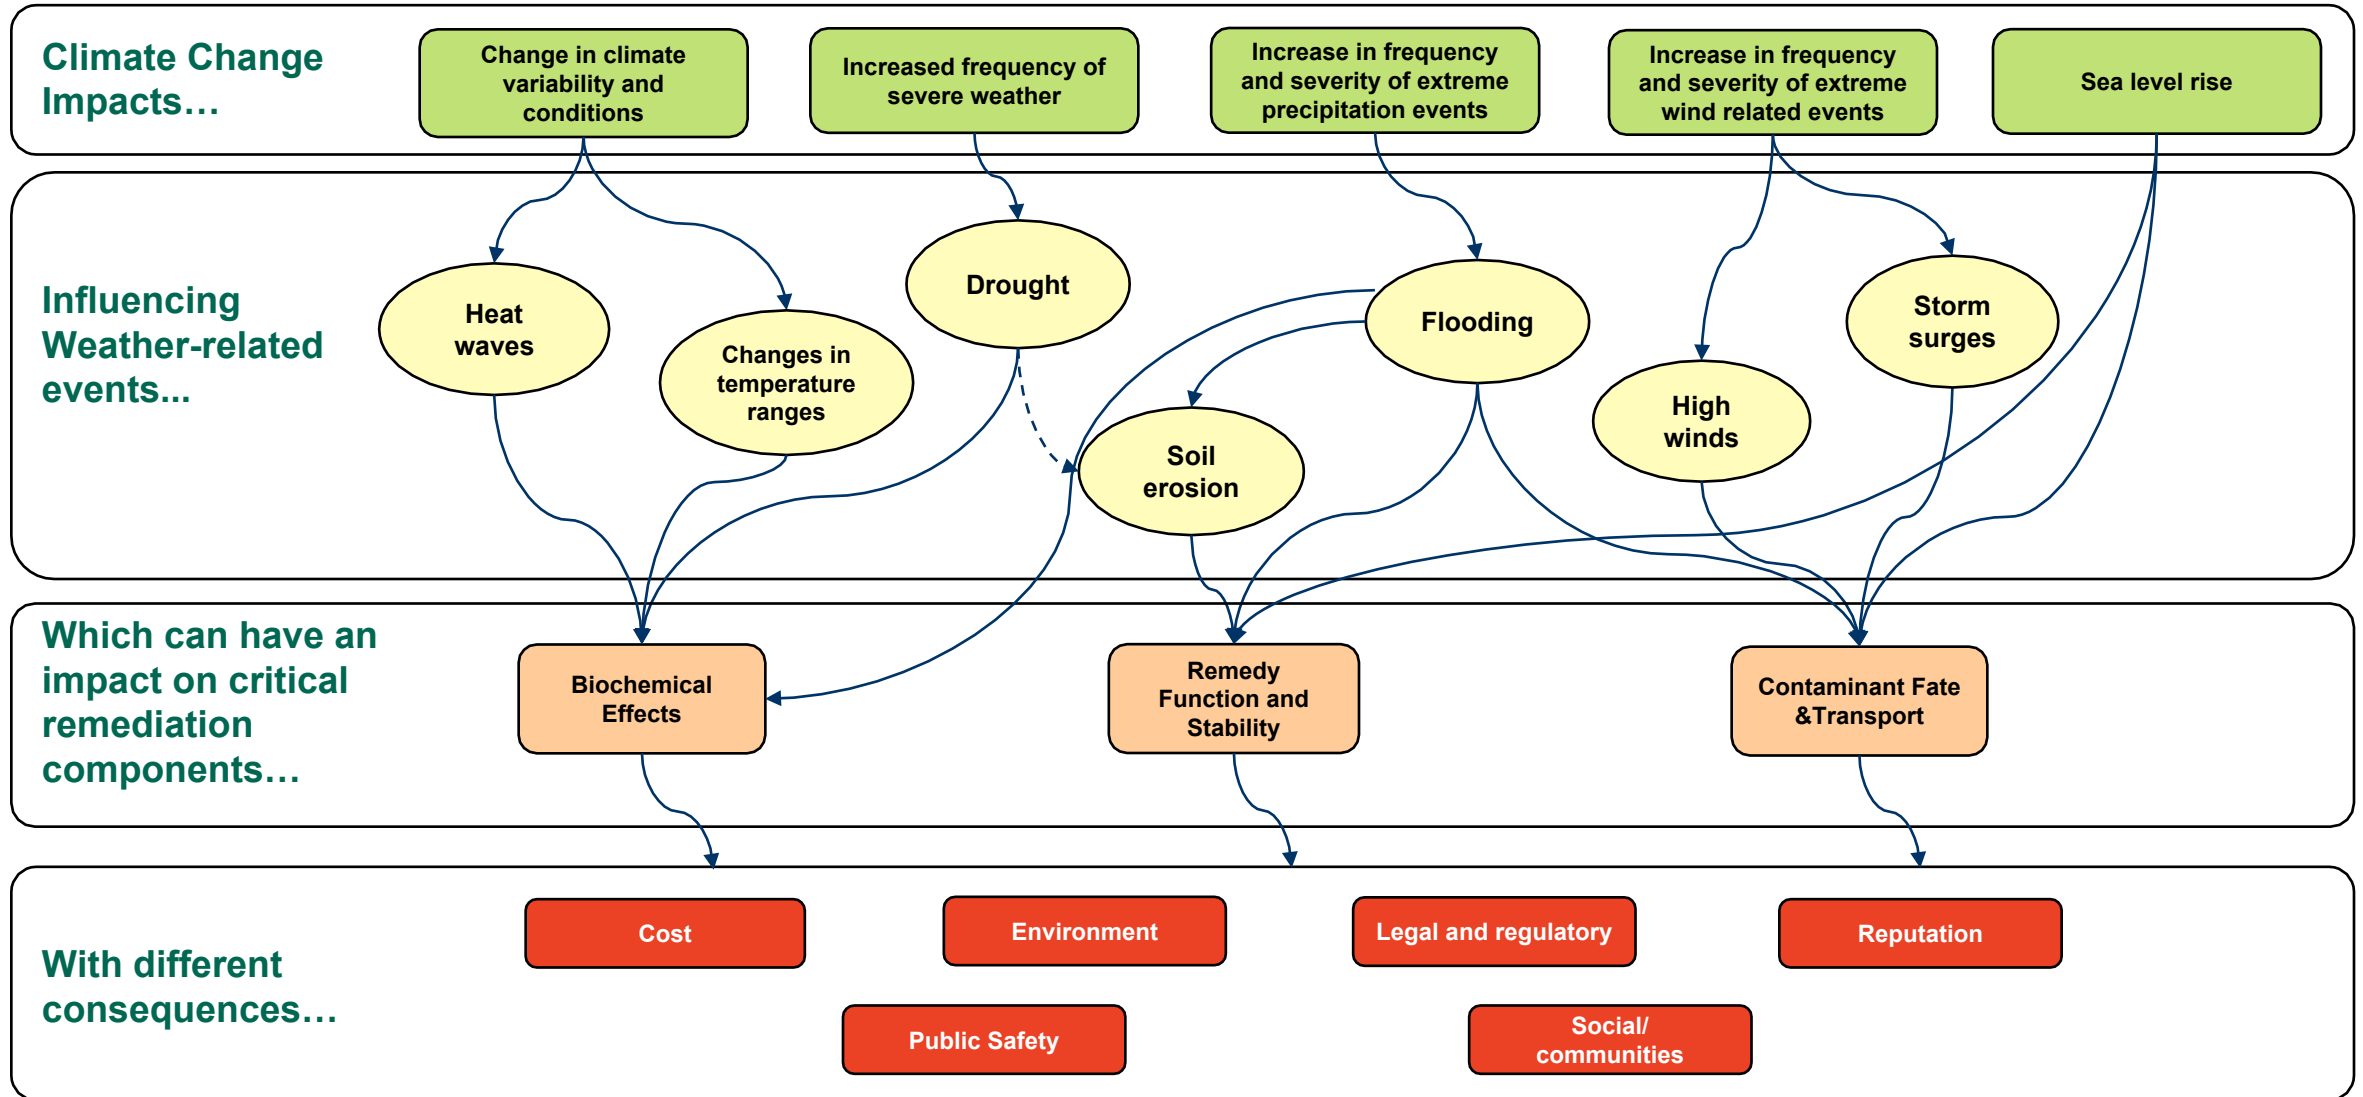 Climate Change
Impacts…
Change in climate
variability and
conditions
Increased frequency of
severe weather
Increase in frequency
and severity of extreme
precipitation events
Increase in frequency
and severity of extreme
wind related events
Sea level rise
Influencing
Weather-related
events...
Heat
waves
Changes in
temperature
ranges
Drought
Soil
erosion
Flooding
High
winds
Storm
surges
Which can have an
impact on critical
remediation
components…
Biochemical
Effects
Remedy
Function and
Stability
Contaminant Fate
&Transport
With different
consequences…
Cost
Environment
Legal and regulatory
Reputation
Public Safety
Social/
communities